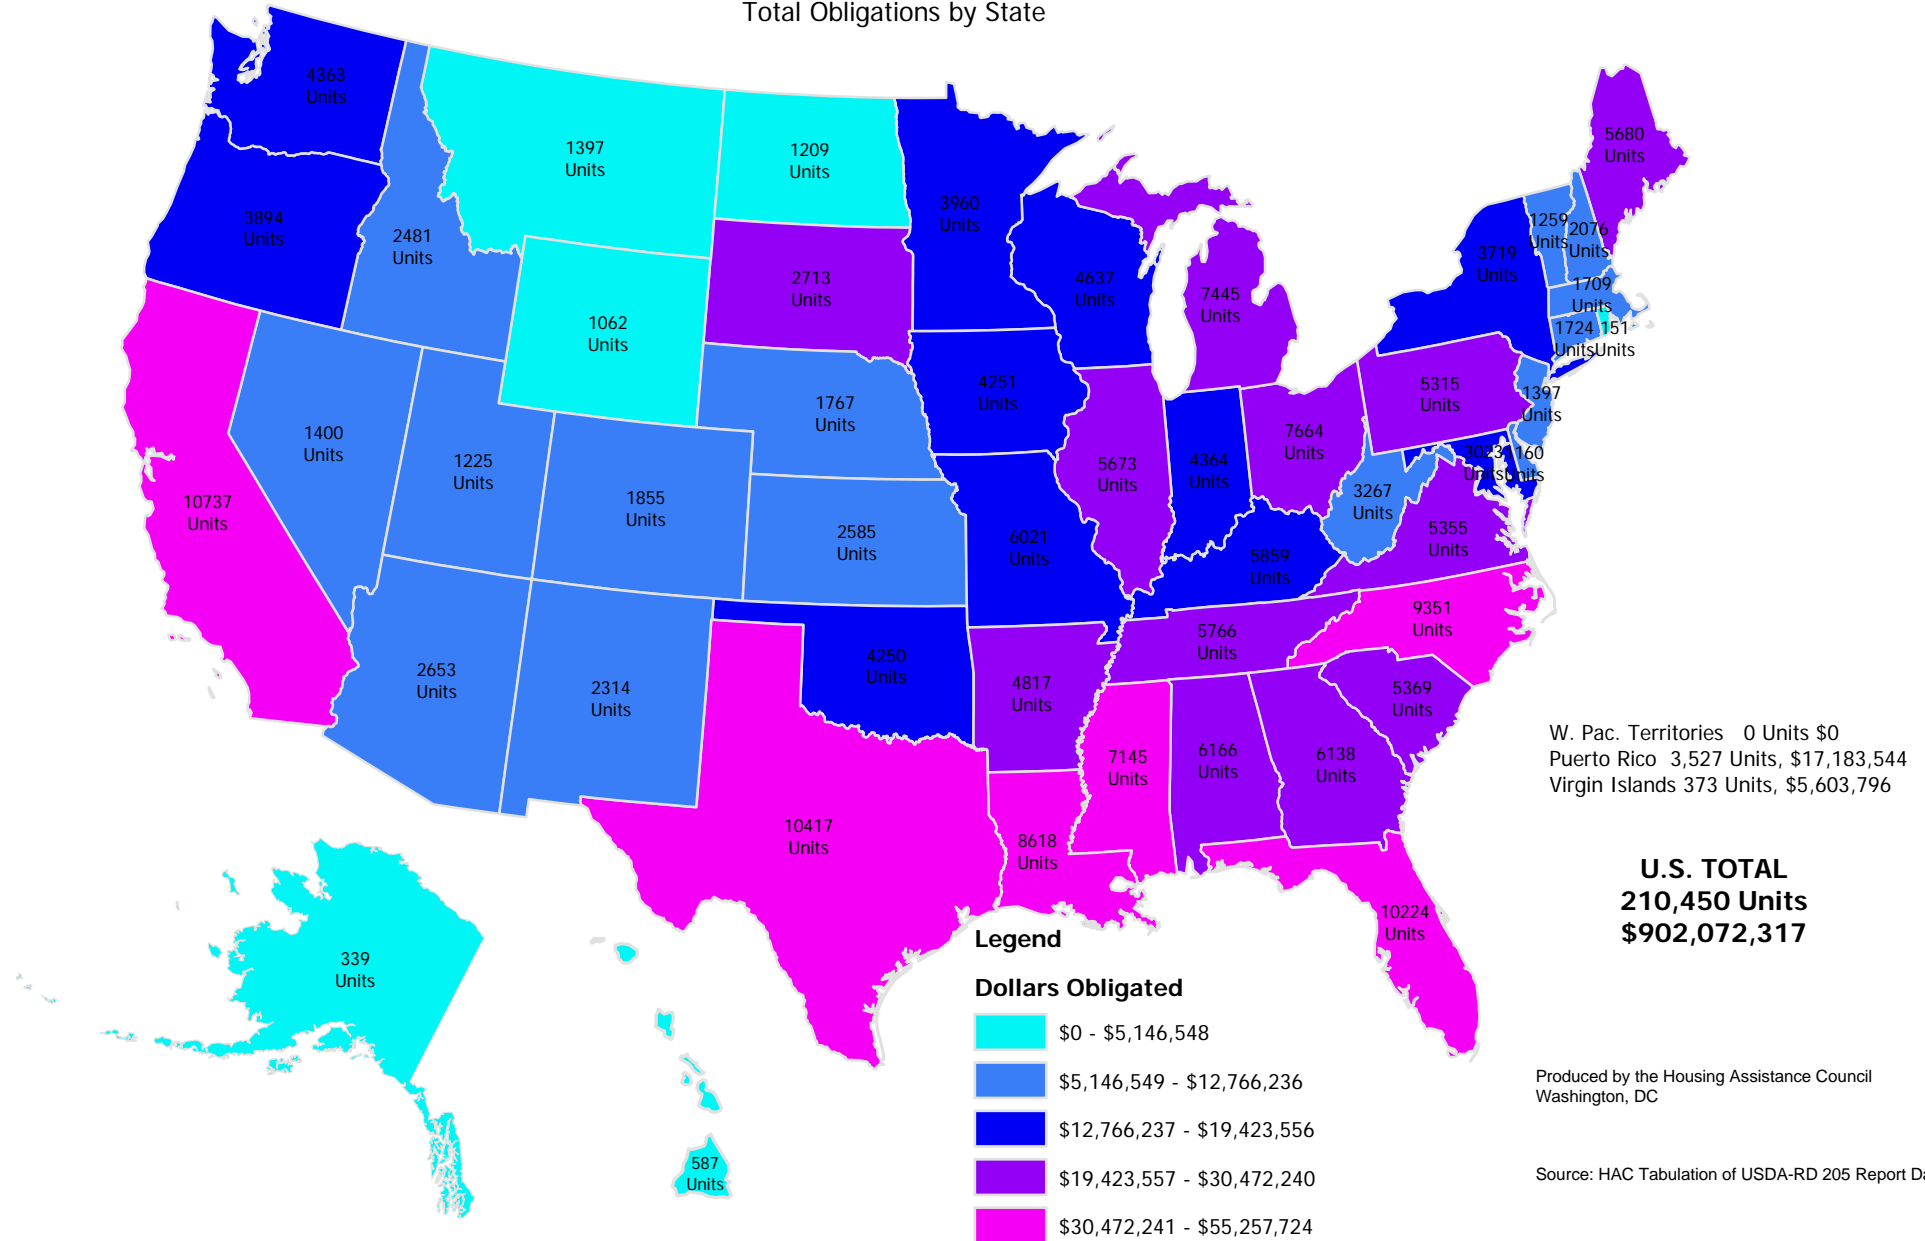 Total Obligations by State
4363
Units
1397
Units
1209
Units
3960
Units
5680
Units
3894
Units
2481
Units
2713
Units
4637
Units
7445
Units
3719
Units
1259
Units
2076
Units
1709
Units
1724
Units
151
Units
1062
Units
4251
Units
5315
Units
1397
Units
1400
Units
1225
Units
1767
Units
7664
Units
5673
Units
4364
Units
3023
Units
1160
Units
3267
Units
5355
Units
10737
Units
1855
Units
2585
Units
6021
Units
5859
Units
9351
Units
5766
Units
2653
Units
2314
Units
4250
Units
4817
Units
5369
Units
7145
Units
6166
Units
6138
Units
10417
Units
8618
Units
10224
Units
339
Units
587
Units
W. Pac. Territories 0 Units $0
Puerto Rico 3,527 Units, $17,183,544
Virgin Islands 373 Units, $5,603,796
U.S. TOTAL
210,450 Units
$902,072,317
Legend
Dollars Obligated
$0 - $5,146,548
$5,146,549 - $12,766,236
$12,766,237 - $19,423,556
$19,423,557 - $30,472,240
$30,472,241 - $55,257,724
Produced by the Housing Assistance Council
Washington, DC
Source: HAC Tabulation of USDA-RD 205 Report Da